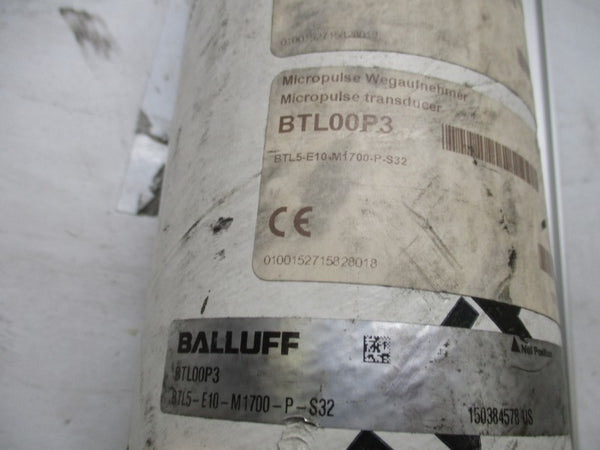 0100152715828018
Micropulse Wegaufnehmer
Micropulse transducer
BTL00P3
BTL5-E10-M1700-P-S32
CE
0100152715828018
BALLUFF
BTL00P3
BTL5-E10-M1700-P-S32
150384578 US